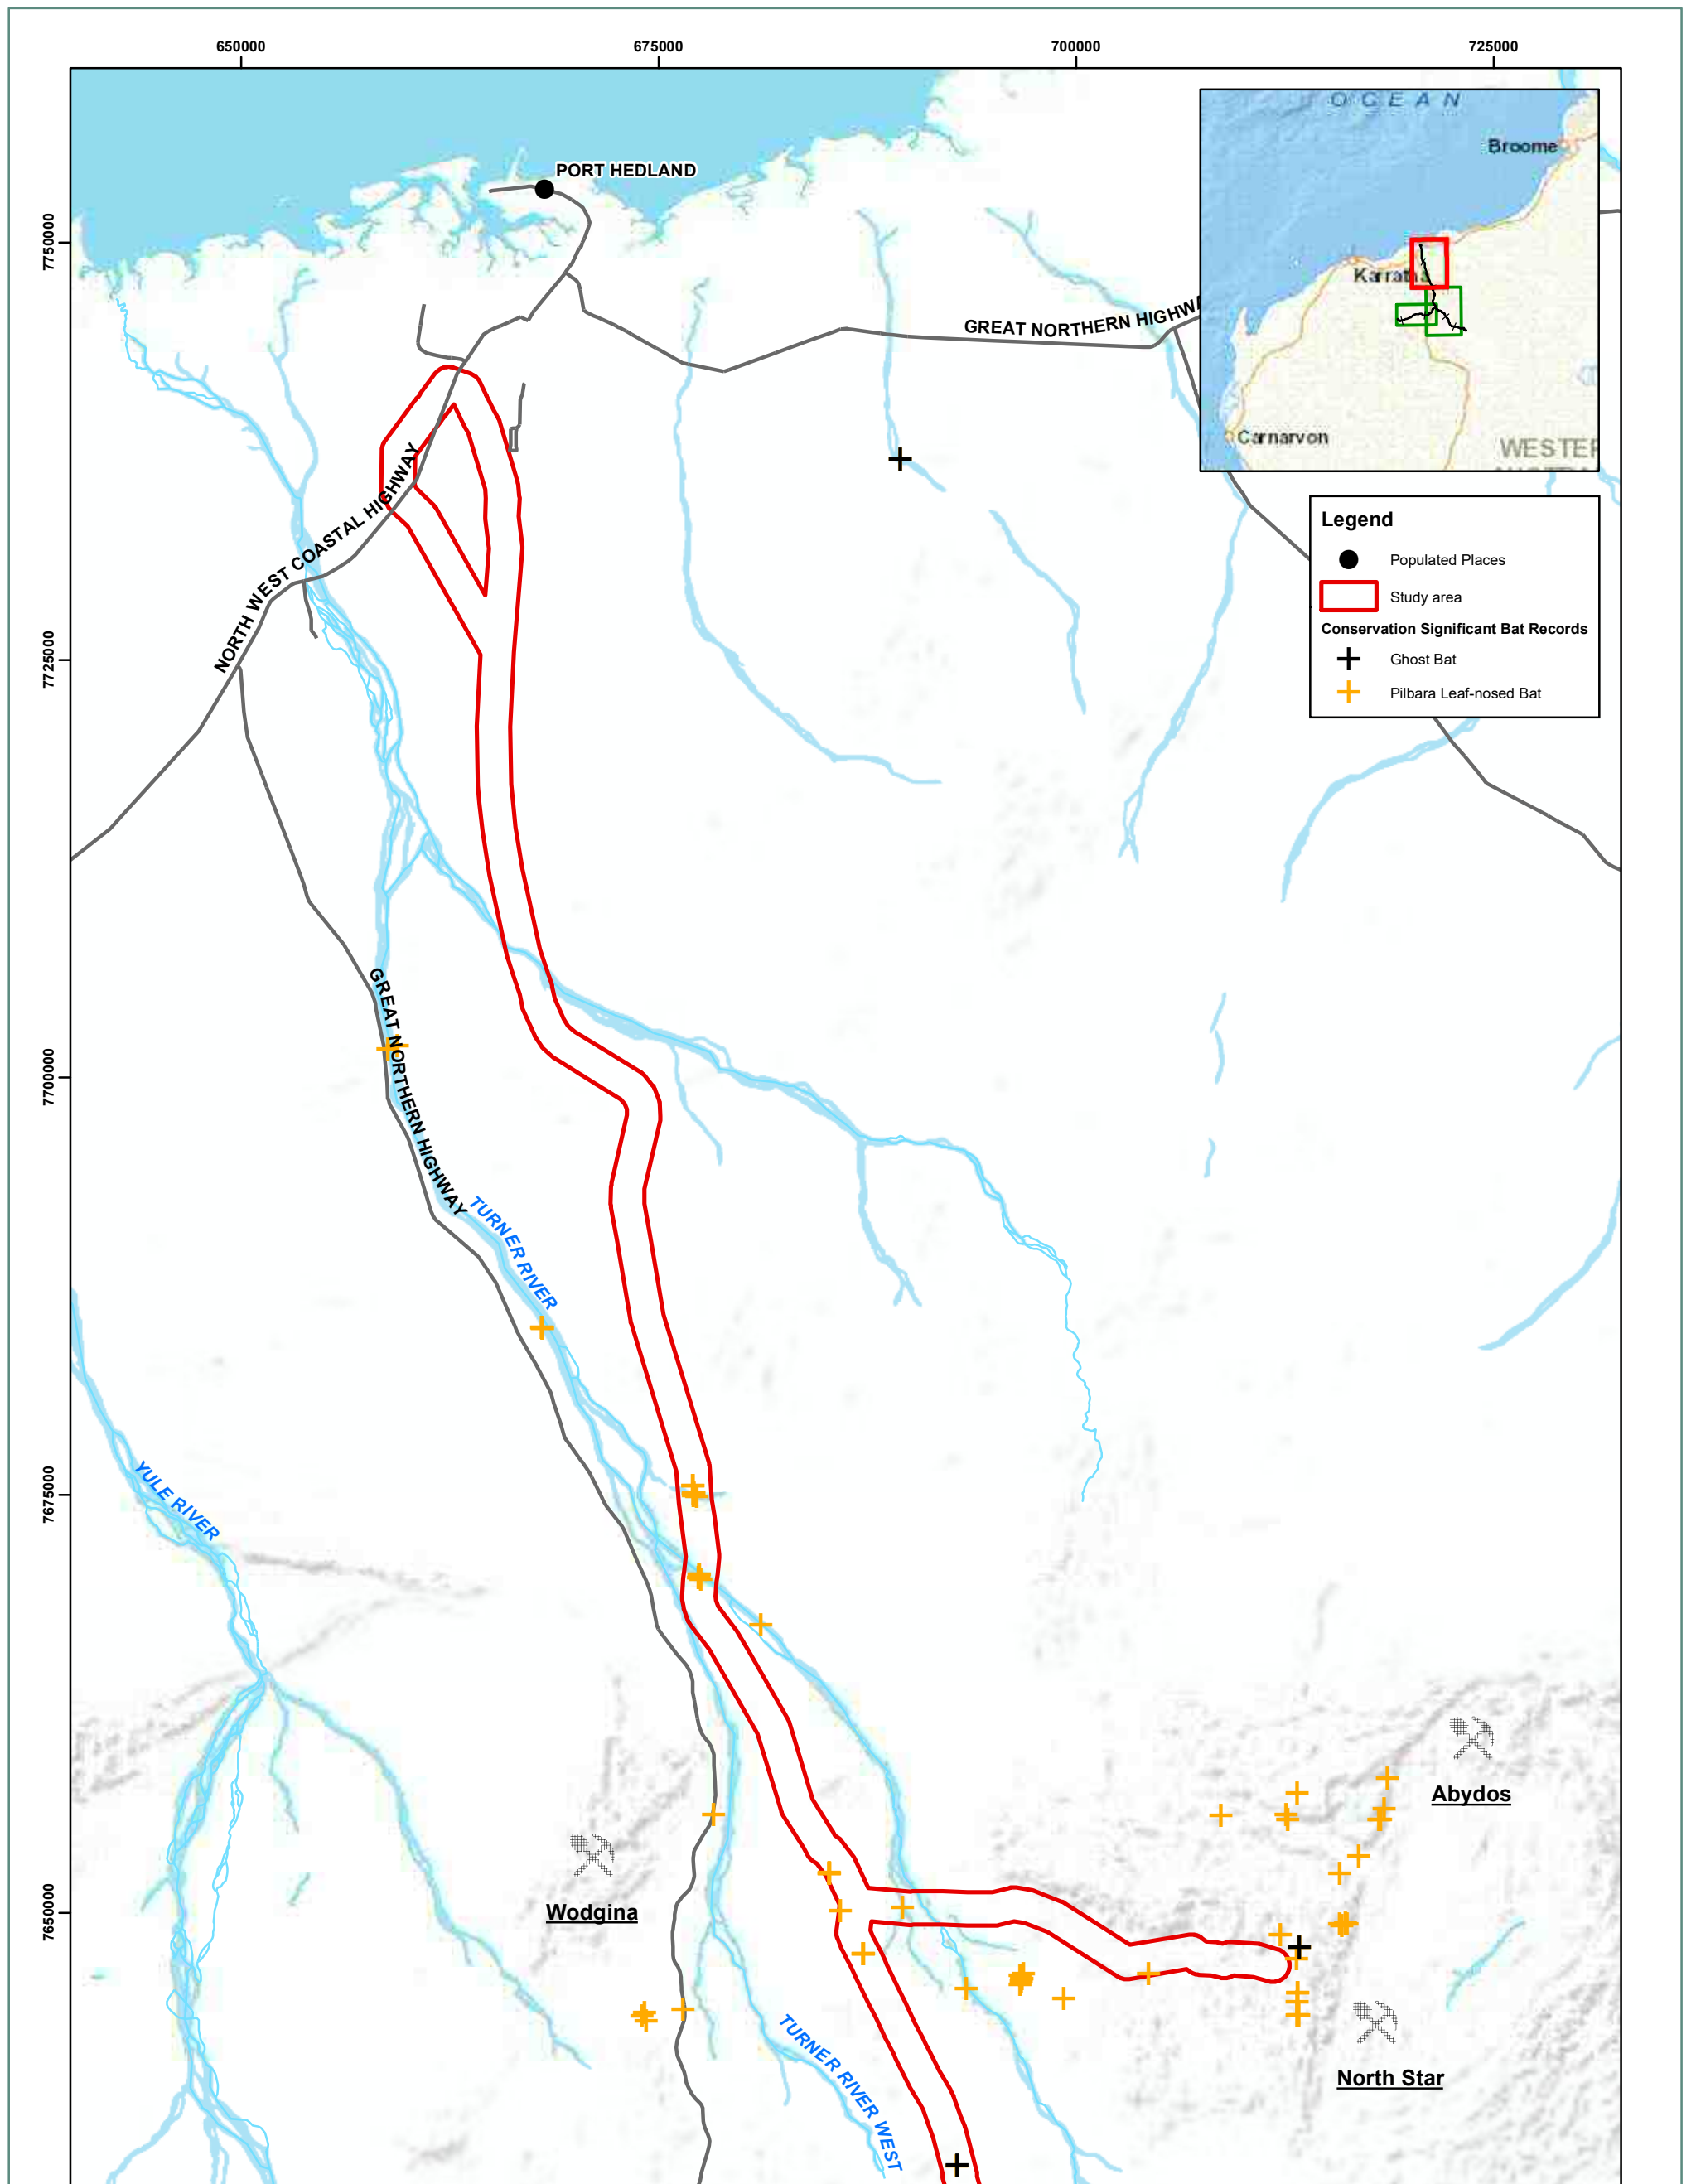 650000
675000
700000
725000
7750000
7725000
7700000
PORT HEDLAND
OCEAN
Broome
Karratha
Carnarvon
GREAT NORTHERN HIGHWA
NORTH WEST COASTAL HIGHWAY
Legend
Populated Places
Study area
Conservation Significant Bat Records
Ghost Bat
Pilbara Leaf-nosed Bat
GREAT NORTHERN HIGHWAY
TURNER RIVER
7675000
YULE RIVER
Abydos
Wodgina
7650000
TURNER RIVER WEST
North Star